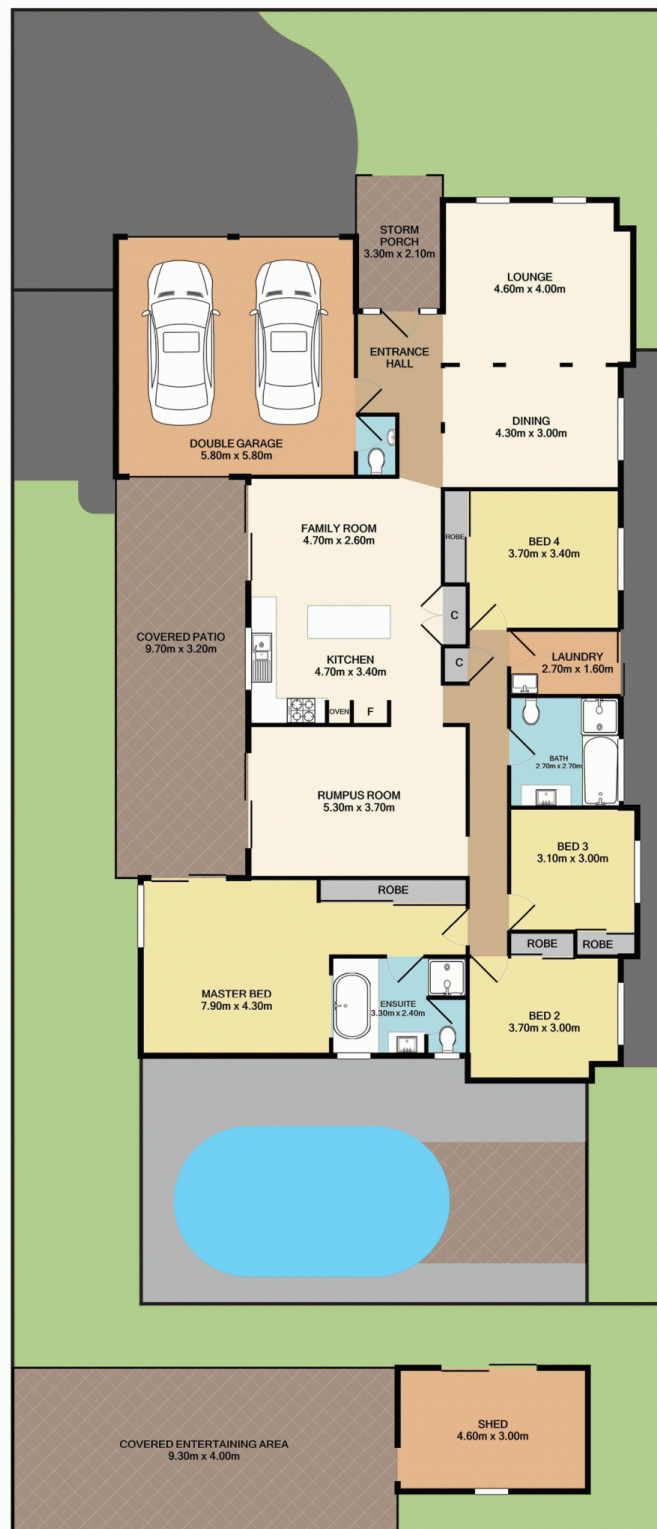 STORM
PORCH
3.30m x 2.10m
LOUNGE
4.60m x 4.00m
ENTRANCE
HALL
DINING
4.30m x 3.00m
DOUBLE GARAGE
5.80m x 5.80m
FAMILY ROOM
4.70m x 2.60m
ROBE
BED 4
3.70m x 3.40m
COVERED PATIO
9.70m x 3.20m
C
KITCHEN
4.70m x 3.40m
C
LAUNDRY
2.70m x 1.60m
OVEN
F
BATH
2.70m x 2.70m
RUMPUS ROOM
5.30m x 3.70m
BED 3
3.10m x 3.00m
ROBE
ROBE
ROBE
MASTER BED
7.90m x 4.30m
ENSUITE
3.30m x 2.40m
BED 2
3.70m x 3.00m
SHED
4.60m x 3.00m
COVERED ENTERTAINING AREA
9.30m x 4.00m